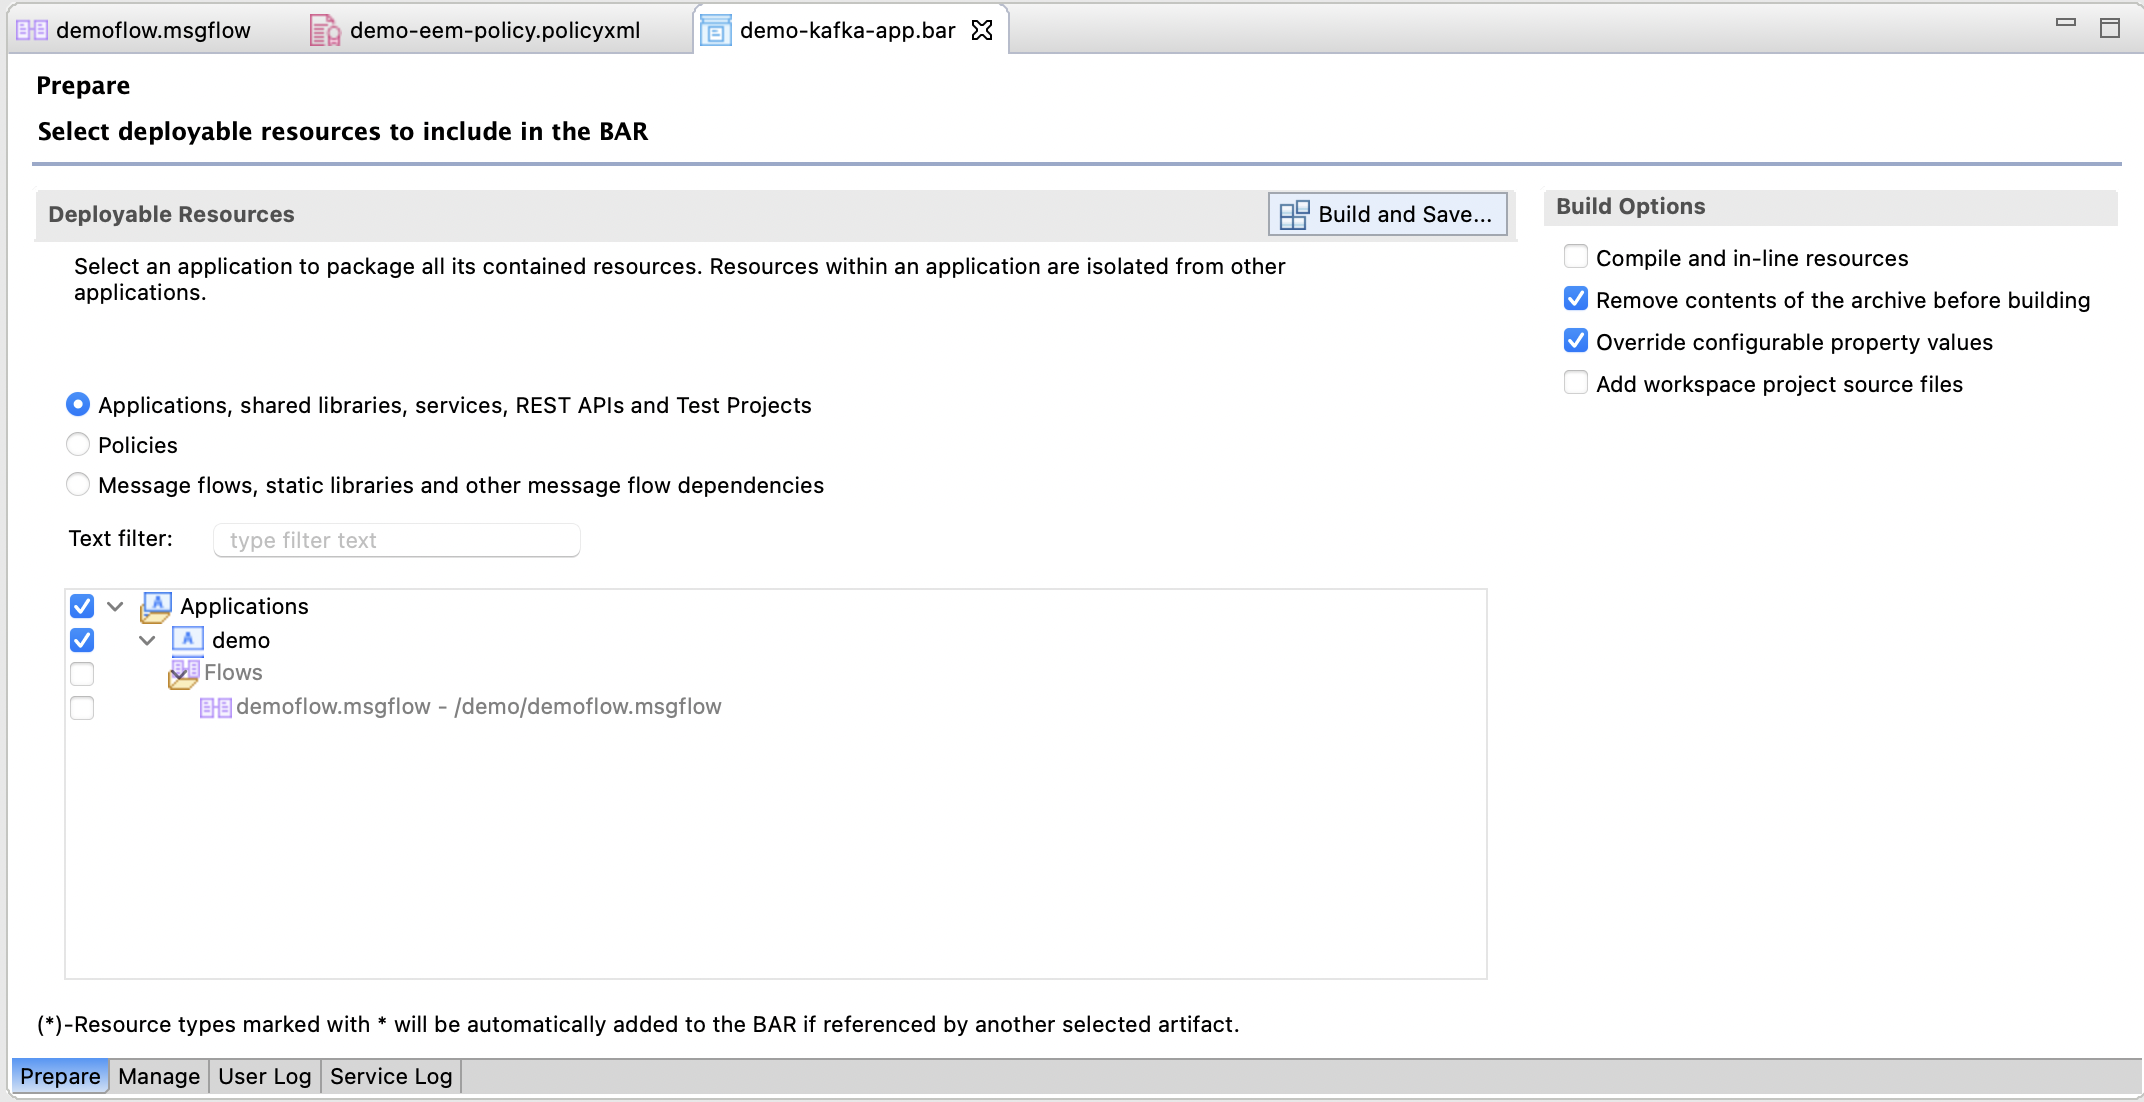 demoflow.msgflow
demo-eem-policy.policyxml
demo-kafka-app.bar
Prepare
Select deployable resources to include in the BAR
Deployable Resources
Build and Save...
Select an application to package all its contained resources. Resources within an application are isolated from other
applications.
Applications, shared libraries, services, REST APIs and Test Projects
Policies
Message flows, static libraries and other message flow dependencies
Text filter:
type filter text
Applications
demo
Flows
demoflow.msgflow - /demo/demoflow.msgflow
(*)-Resource types marked with * will be automatically added to the BAR if referenced by another selected artifact.
Build Options
Compile and in-line resources
Remove contents of the archive before building
Override configurable property values
Add workspace project source files
Prepare
Manage
User Log
Service Log